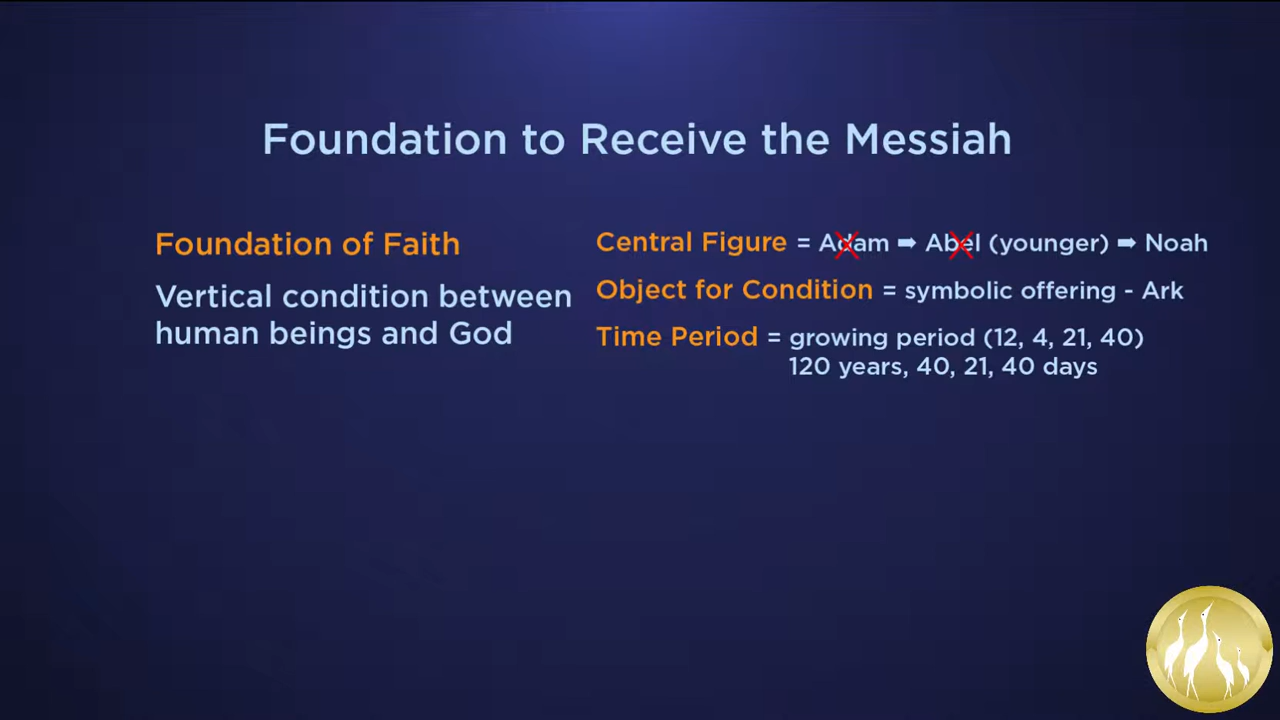 Foundation to Receive the Messiah
Foundation of Faith
Vertical condition between
human beings and God
Central Figure = Adam ➡ Abel (younger) ➡ Noah
Object for Condition = symbolic offering - Ark
Time Period = growing period (12, 4, 21, 40)
120 years, 40, 21, 40 days